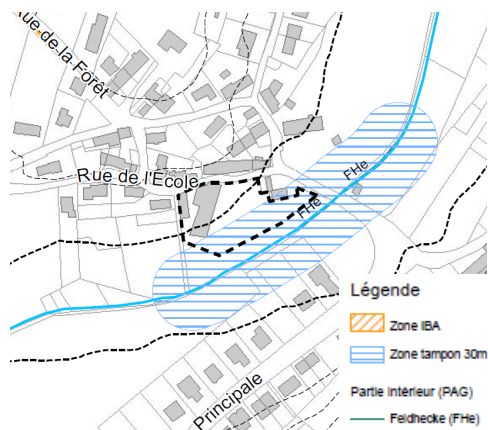 Rue de la Forêt
Rue de l'Ecole
FHe
FHe
Principale
Légende
Zone IBA
Zone tampon 30m
Partie Intérieur (PAG)
Feldhecke (FHe)